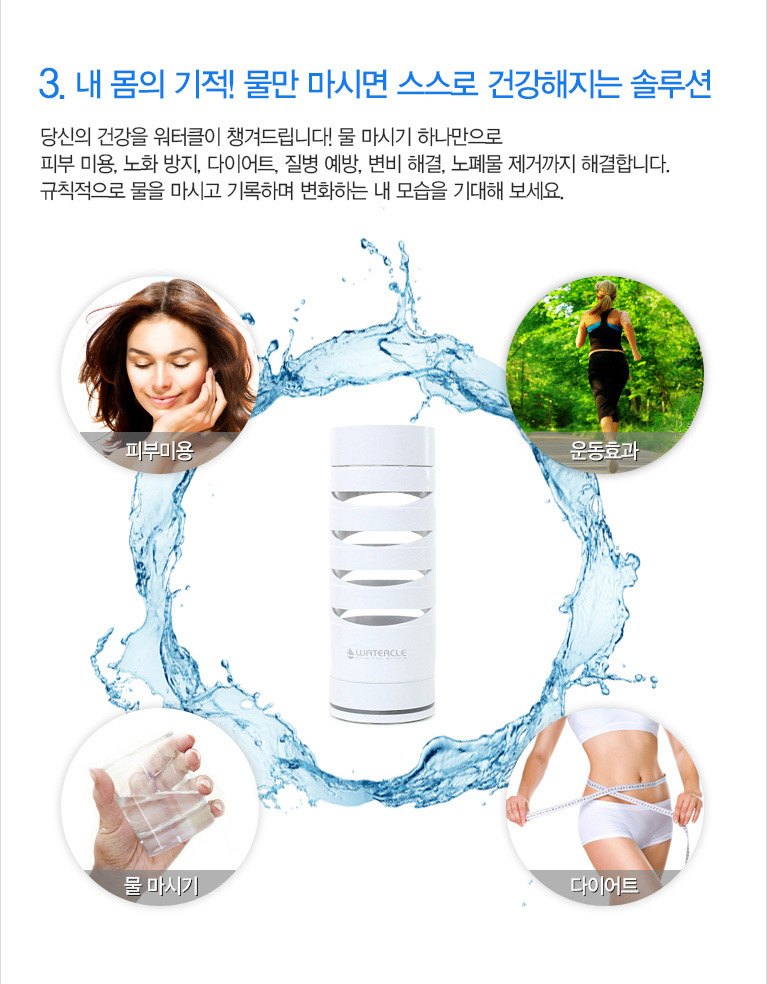 3. 내 몸의 기적! 물만 마시면 스스로 건강해지는 솔루션
당신의 건강을 워터클이 챙겨드립니다! 물 마시기 하나만으로
피부 미용, 노화 방지, 다이어트, 질병 예방, 변비 해결, 노폐물 제거까지 해결합니다.
규칙적으로 물을 마시고 기록하며 변화하는 내 모습을 기대해 보세요.
피부미용
운동효과
WATERCLE
물 마시기
다이어트